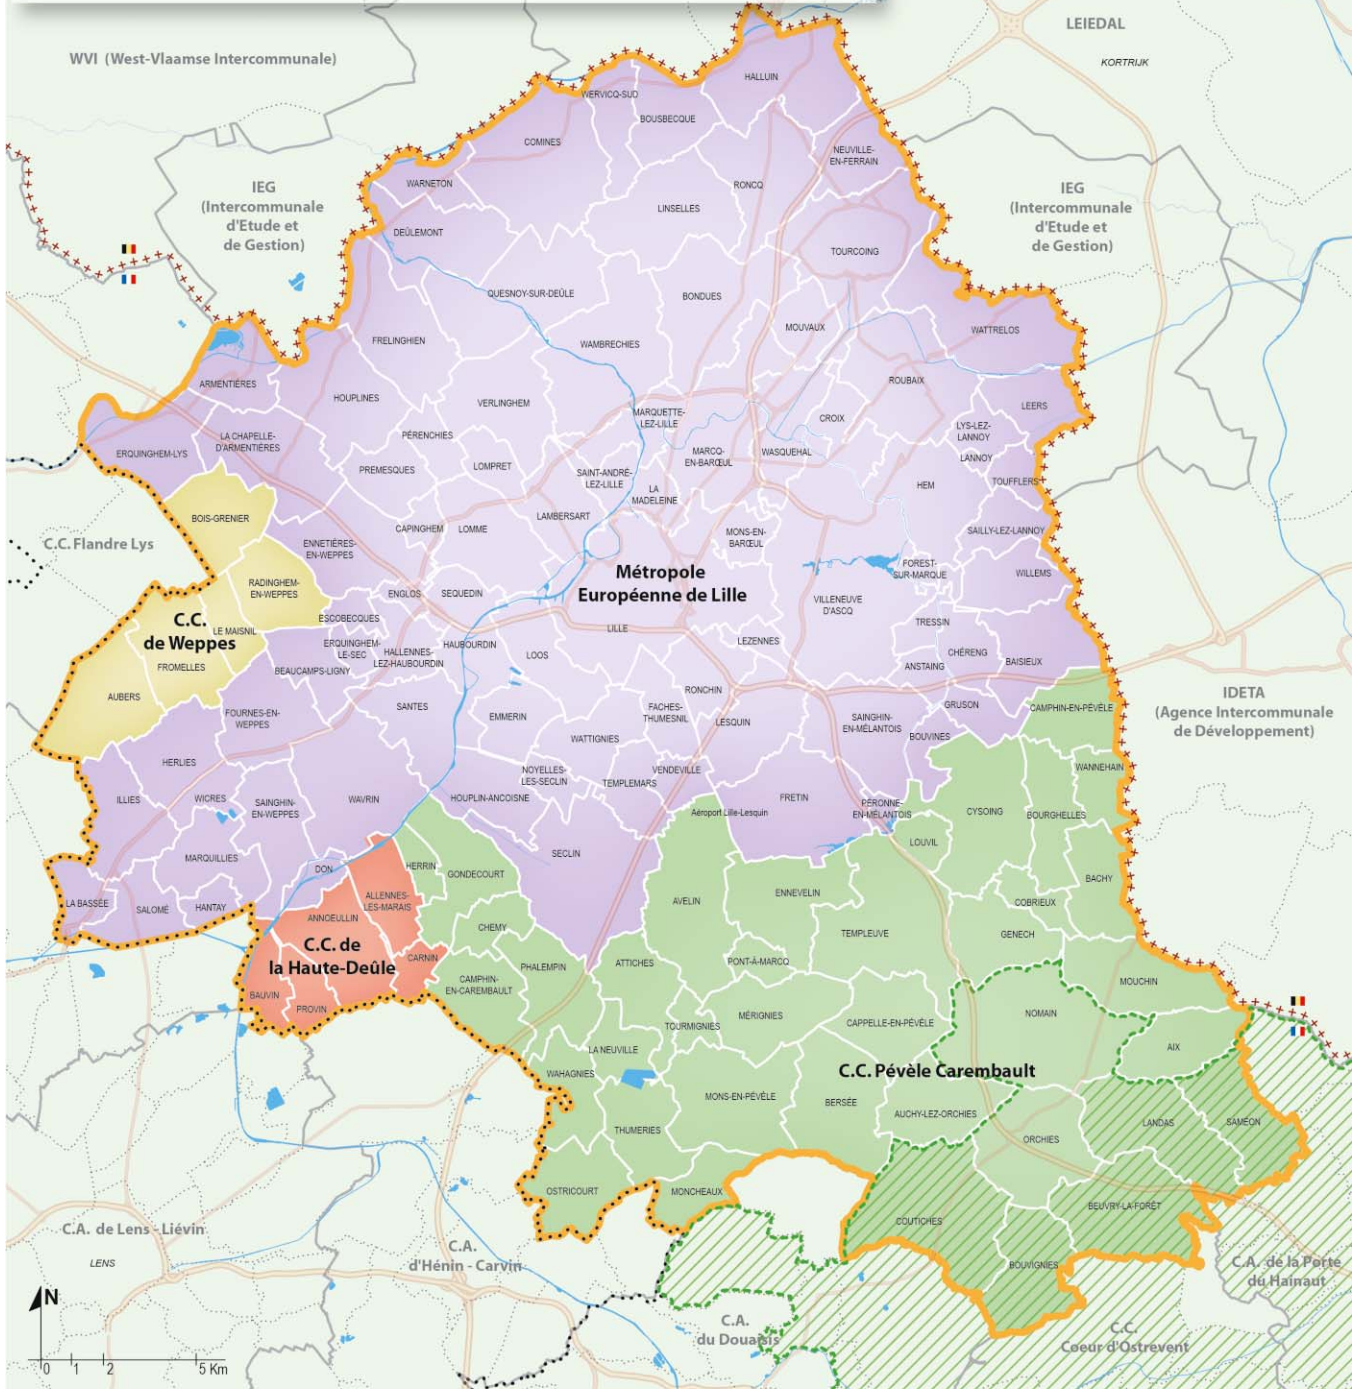 LEIEDAL
WVI (West-Vlaamse Intercommunale)
KORTRIJK
HALLUIN
WERVICQ-SUD
BOUSBECQUE
COMINES
NEUVILLE-
EN-FERRAIN
WARNETON
RONCQ
IEG
(Intercommunale
d'Etude et
de Gestion)
IEG
(Intercommunale
d'Etude et
de Gestion)
LINSELLES
DEÛLEMONT
TOURCOING
QUESNOY-SUR-DEÛLE
BONDUES
MOUVAUX
WATTRELOS
FRELINGHIEN
WAMBRECHIES
ROUBAIX
ARMENTIÈRES
HOUPLINES
VERLINGHEM
LEERS
MARQUETTE-
LEZ-LILLE
CROIX
LYS-LEZ-
LANNOY
LA CHAPELLE-
D'ARMENTIÈRES
PÉRENCHIES
ERQUINGHEM-LYS
MARCQ-
EN-BARŒUL
WASQUEHAL
LANNOY
PREMESQUES
LOMPRET
SAINT-ANDRÉ-
LEZ-LILLE
LA
MADELEINE
HEM
TOUFFLERS
BOIS-GRENIER
LAMBERSART
CAPINGHEM
LOMME
MONS-EN-
BARŒUL
SAILLY-LEZ-LANNOY
C.C. Flandre Lys
ENNETIÈRES-
EN-WEPPES
FOREST-
SUR-MARQUE
WILLEMS
Métropole
Européenne de Lille
RADINGHEM-
EN-WEPPES
ENGLOS
SEQUEDIN
VILLENEUVE
D'ASCQ
C.C.
de Weppes
LE MAISNIL
ESCOBECQUES
LILLE
TRESSIN
ERQUINGHEM-
LE-SEC
HALLENNES-
LEZ-HAUBOURDIN
HAUBOURDIN
LOOS
LEZENNES
CHÉRENG
BAISIEUX
FROMELLES
BEAUCAMPS-LIGNY
ANSTAING
AUBERS
RONCHIN
IDETA
(Agence Intercommunale
de Développement)
FOURNES-EN-
WEPPES
SANTES
EMMERIN
FACHES-
THUMESNIL
LESQUIN
SAINGHIN-
EN-MÉLANTOIS
GRUSON
CAMPHIN-EN-PÉVÈLE
BOUVINES
WATTIGNIES
HERLIES
NOYELLES-
LES-SECLIN
VENDEVILLE
TEMPLEMARS
WANNEHAIN
ILLIES
WICRES
SAINGHIN-
EN-WEPPES
WAVRIN
HOUPLIN-ANCOISNE
FRETIN
PÉRONNE-
EN-MÉLANTOIS
Aéroport Lille-Lesquin
CYSOING
BOURGHELLES
LOUVIL
MARQUILLIES
SECLIN
DON
HERRIN
GONDECOURT
BACHY
LA BASSÉE
SALOMÉ
HANTAY
ALLENNES-
LES-MARAIS
ENNEVELIN
AVELIN
COBRIEUX
ANNOEULLIN
CHEMY
TEMPLEUVE
GENECH
C.C. de
la Haute-Deûle
CARNIN
PHALEMPIN
ATTICHES
PONT-À-MARCQ
MOUCHIN
CAMPHIN-
EN-CAREMBAULT
BAUVIN
PROVIN
MÉRIGNIES
TOURMIGNIES
CAPPELLE-EN-PÉVÈLE
NOMAIN
AIX
LA NEUVILLE
WAHAGNIES
C.C. Pévèle Carembault
MONS-EN-PÉVÈLE
BERSÉE
AUCHY-LEZ-ORCHIES
THUMERIES
ORCHIES
LANDAS
SAMÉON
OSTRICOURT
MONCHEAUX
BEUVRY-LA-FORÊT
COUTICHES
C.A. de Lens - Liévin
LENS
C.A.
d'Hénin - Carvin
BOUVIGNIES
C.A. de la Porte
du Hainaut
C.A.
du Douaisis
C.C.
Coeur d'Ostrevent
N
0 1 2 5 Km